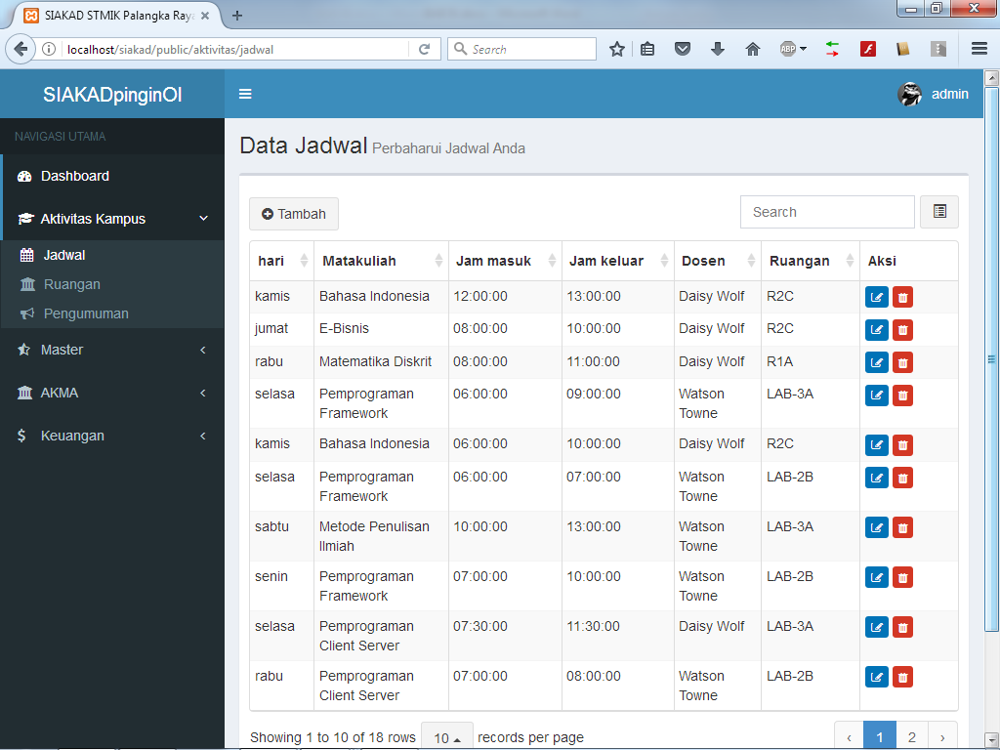 SIAKAD STMIK Palangka Raya
localhost/siakad/public/aktivitas/jadwal
Search
ABP
SIAKADpinginOl
admin
NAVIGASI UTAMA
Dashboard
Aktivitas Kampus
Jadwal
Ruangan
Pengumuman
Master
AKMA
Keuangan
Data Jadwal Perbaharui Jadwal Anda
Tambah
Search
hari Matakuliah Jam masuk Jam keluar Dosen Ruangan Aksi
kamis Bahasa Indonesia 12:00:00 13:00:00 Daisy Wolf R2C
jumat E-Bisnis 08:00:00 10:00:00 Daisy Wolf R2C
rabu Matematika Diskrit 08:00:00 11:00:00 Daisy Wolf R1A
selasa Pemprograman 06:00:00 09:00:00 Watson LAB-3A
Framework Towne
kamis Bahasa Indonesia 06:00:00 10:00:00 Daisy Wolf R2C
selasa Pemprograman 06:00:00 07:00:00 Watson LAB-2B
Framework Towne
sabtu Metode Penulisan 10:00:00 13:00:00 Watson LAB-3A
Ilmiah Towne
senin Pemprograman 07:00:00 10:00:00 Watson LAB-2B
Framework Towne
selasa Pemprograman 07:30:00 11:30:00 Daisy Wolf LAB-3A
Client Server
rabu Pemprograman 07:00:00 08:00:00 Watson LAB-2B
Client Server Towne
Showing 1 to 10 of 18 rows 10 records per page ‹ 1 2 ›